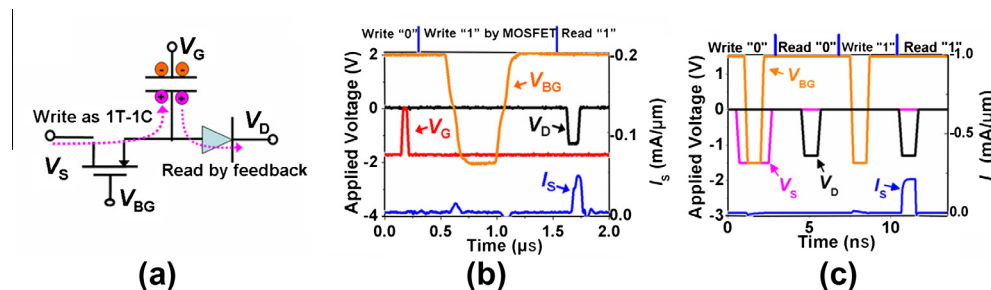 V_G
Write as 1T-1C
V_D
V_S
Read by feedback
V_BG
(a)
Write "0" Write "1" by MOSFET Read "1"
Applied Voltage (V)
2
0
-2
-4
V_BG
V_G
V_D
I_S
-0.2
-0.1
0.0
I_S (mA/μm)
0.0 0.5 1.0 1.5 2.0
Time (μs)
(b)
Write "0" Read "0" Write "1" Read "1"
Applied Voltage (V)
1
0
-1
-2
-3
V_BG
V_S
V_D
I_S
-1.0
-0.5
0.0
(mA/μm)
0 5 10
Time (ns)
(c)